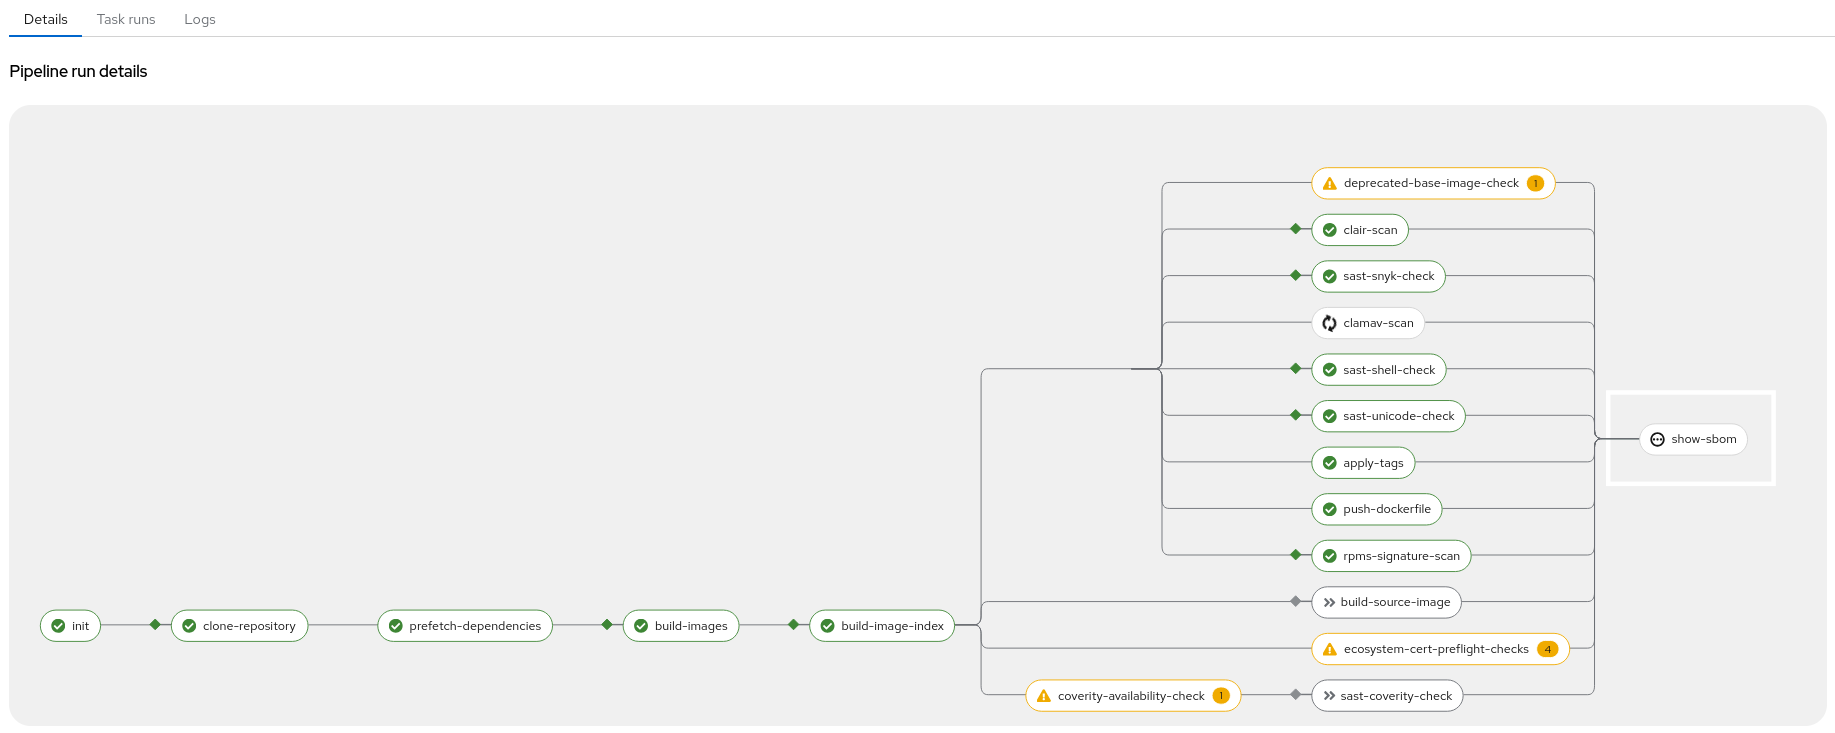 Details Task runs Logs
Pipeline run details
deprecated-base-image-check 1
clair-scan
sast-snyk-check
clamav-scan
sast-shell-check
sast-unicode-check
show-sbom
apply-tags
push-dockerfile
rpms-signature-scan
build-source-image
init clone-repository prefetch-dependencies build-images build-image-index
ecosystem-cert-preflight-checks 4
coverity-availability-check 1 sast-coverity-check